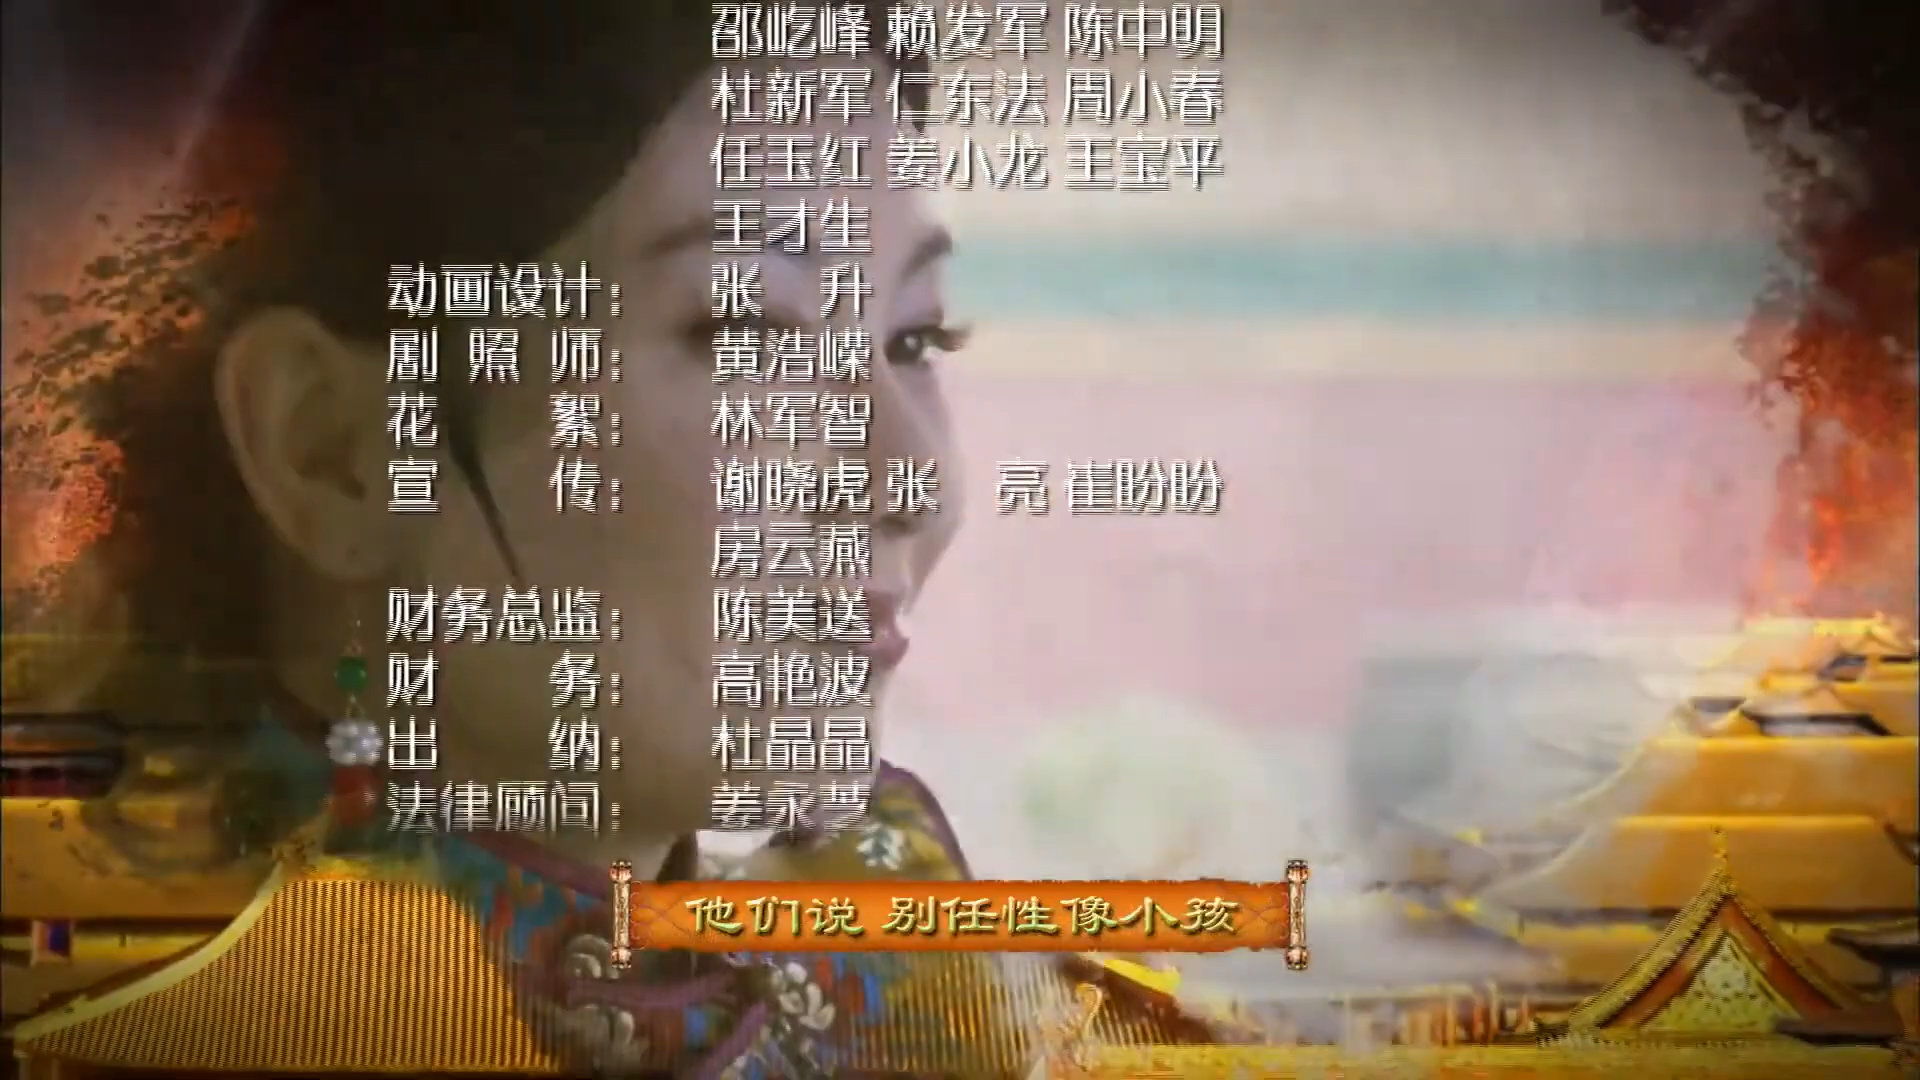 邵屹峰 赖发军 陈中明
杜新军 仁东法 周小春
任玉红 姜小龙 王宝平
王才生
动画设计： 张 升
剧照师： 黄浩嵘
花絮： 林军智
宣传： 谢晓虎 张 亮 崔盼盼
房云燕
财务总监： 陈美送
财务： 高艳波
出纳： 杜晶晶
法律顾问： 姜永芝
他们说 别任性像小孩